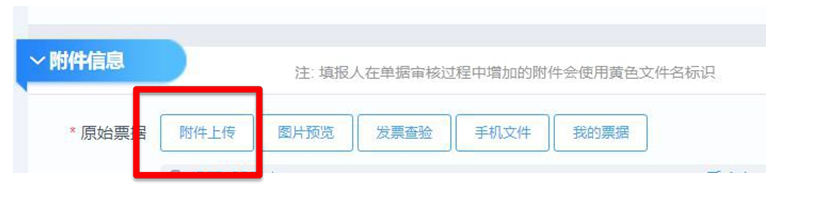 附件信息
注: 填报人在单据审核过程中增加的附件会使用黄色文件名标识
* 原始票据 附件上传 图片预览 发票查验 手机文件 我的票据